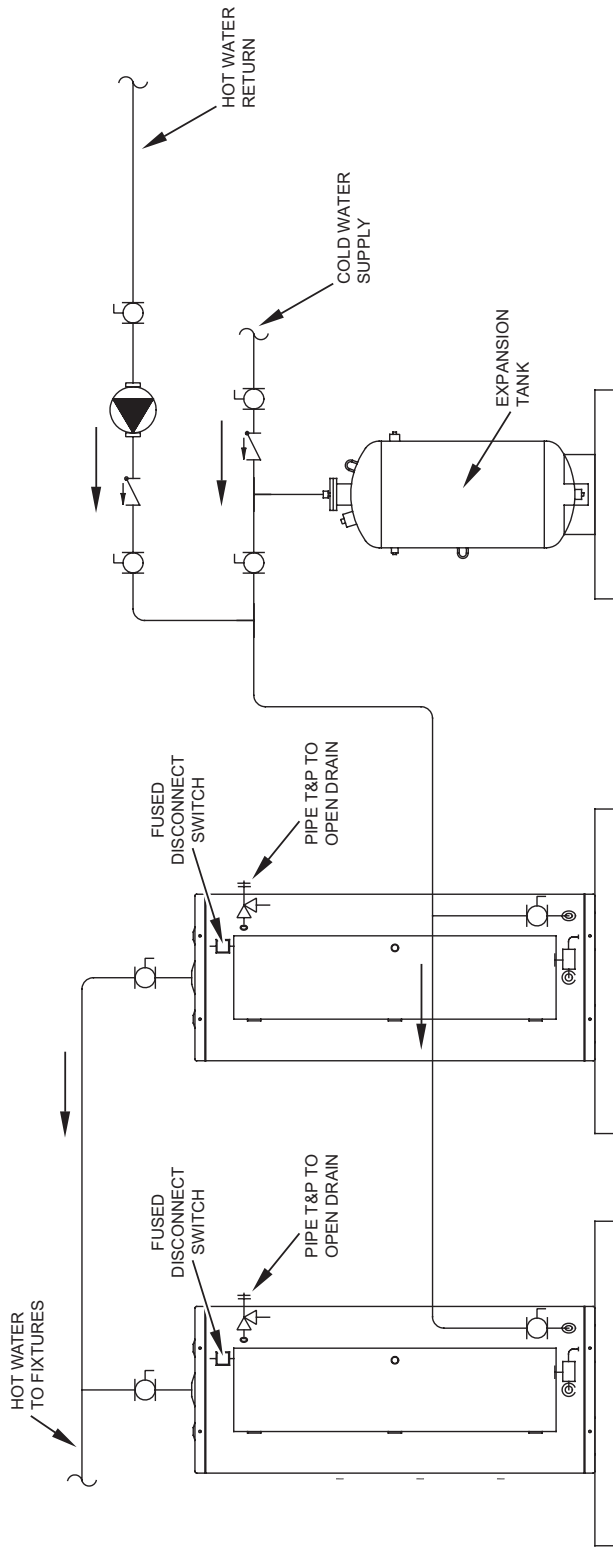 HOT WATER
TO FIXTURES
FUSED
DISCONNECT
SWITCH
PIPE T&P TO
OPEN DRAIN
FUSED
DISCONNECT
SWITCH
PIPE T&P TO
OPEN DRAIN
HOT WATER
RETURN
COLD WATER
SUPPLY
EXPANSION
TANK